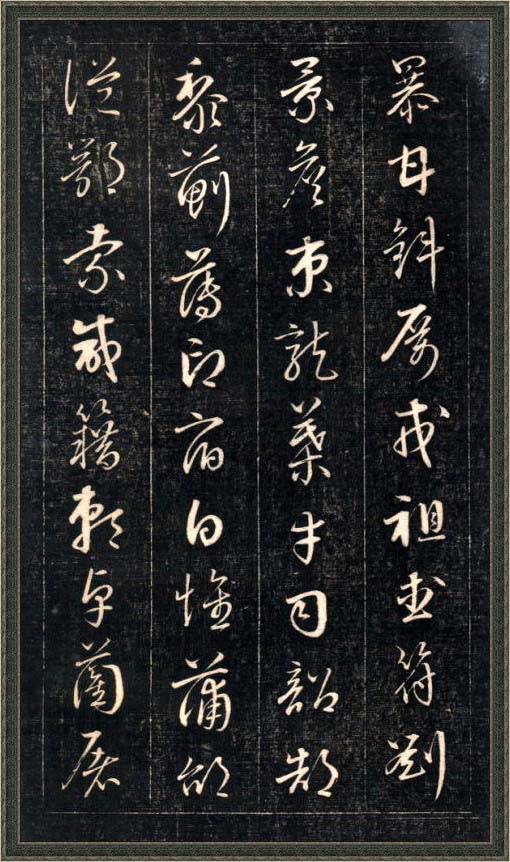 暴甘鈄厲戎祖武符劉
景詹束龍葉幸司韶郜
黎薊薄印宿白懷蒲邰
從鄂索咸籍賴卓藺屠